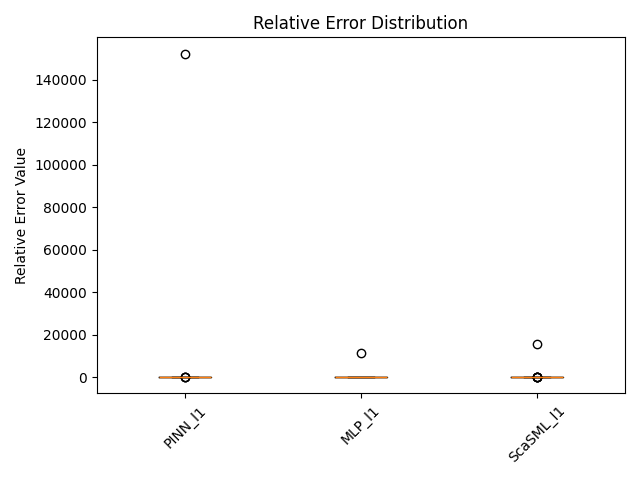 Relative Error Distribution
Relative Error Value
140000
120000
100000
80000
60000
40000
20000
0
PINN_l1
MLP_l1
ScaSML_l1